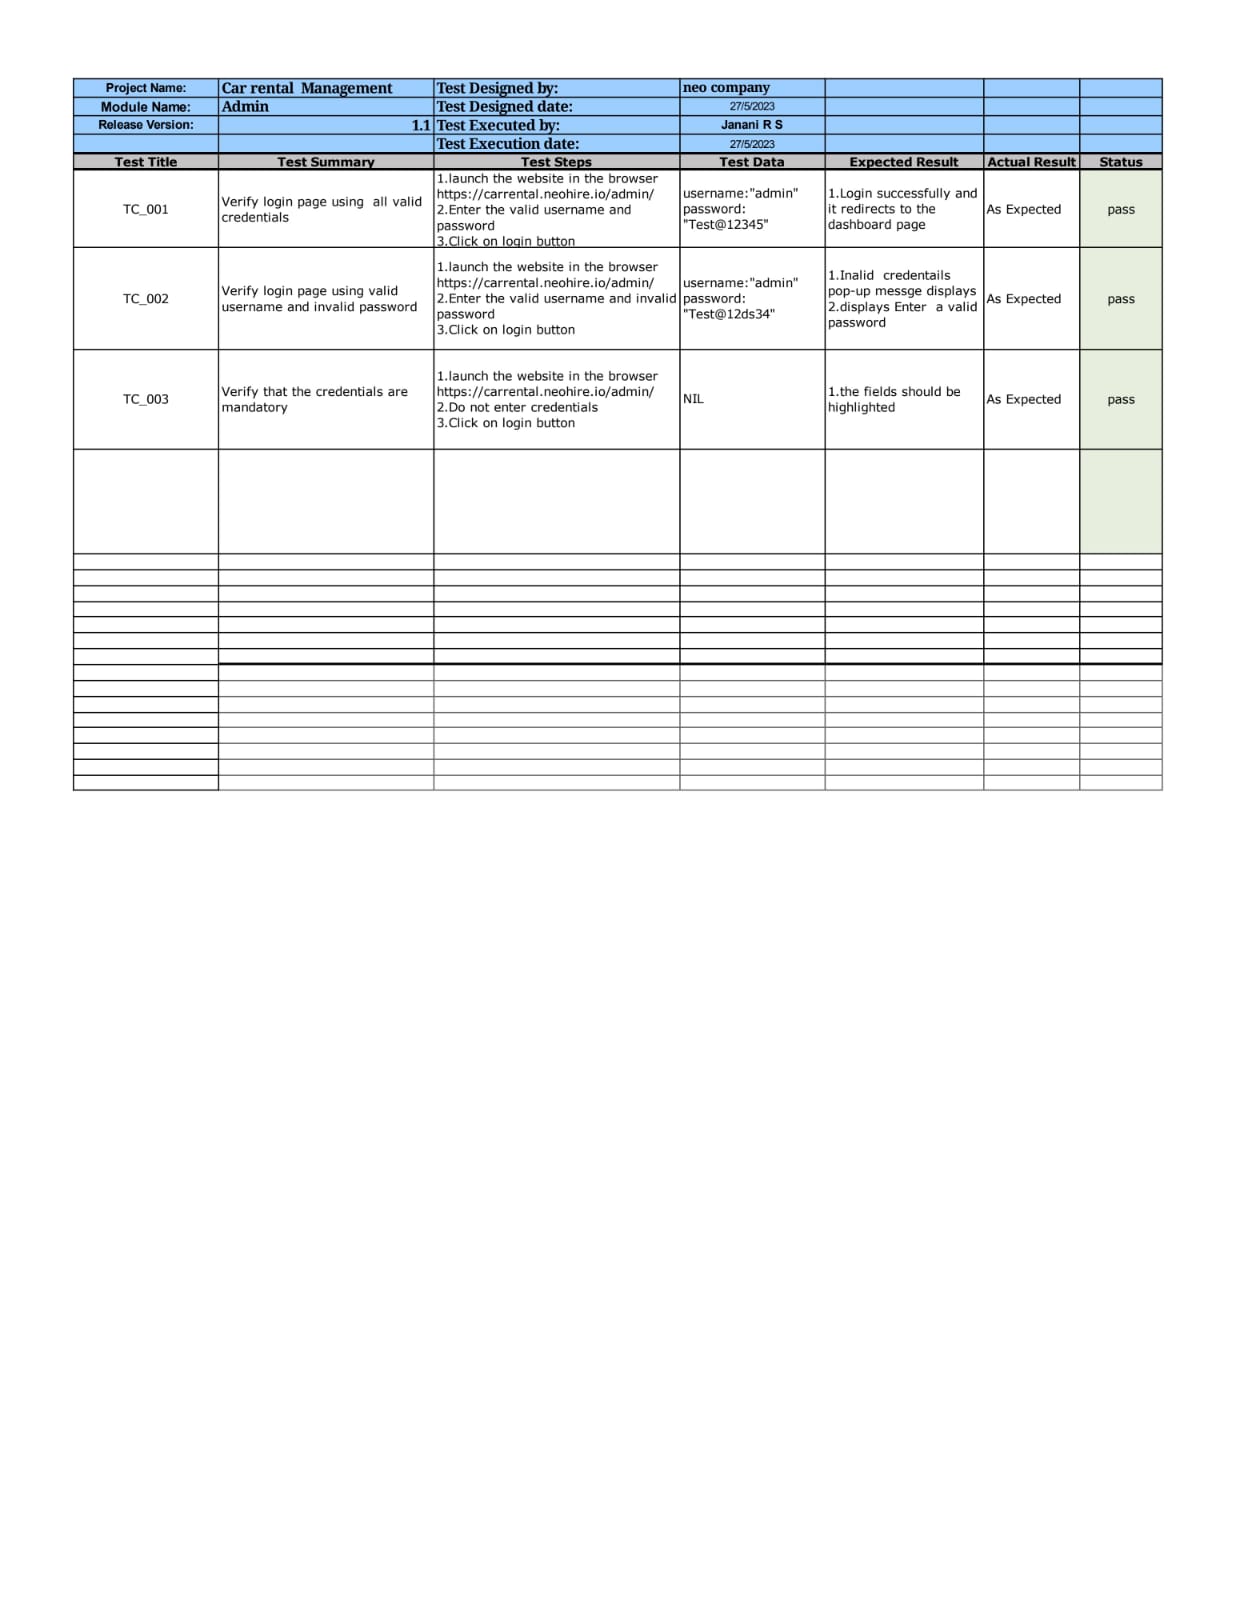 Project Name: Car rental  Management Test Designed by: neo company
Module Name: Admin Test Designed date: 27/5/2023
Release Version: 1.1 Test Executed by: Janani R S
Test Execution date: 27/5/2023
Test Title Test Summary Test Steps Test Data Expected Result Actual Result Status
TC_001
Verify login page using  all valid
credentials
1.launch the website in the browser
https://carrental.neohire.io/admin/
2.Enter the valid username and
password
3.Click on login button
username:"admin"
password:
"Test@12345"
1.Login successfully and
it redirects to the
dashboard page
As Expected
pass
TC_002
Verify login page using valid
username and invalid password
1.launch the website in the browser
https://carrental.neohire.io/admin/
2.Enter the valid username and invalid
password
3.Click on login button
username:"admin"
password:
"Test@12ds34"
1.Inalid  credentails
pop-up messge displays
2.displays Enter  a valid
password
As Expected
pass
TC_003
Verify that the credentials are
mandatory
1.launch the website in the browser
https://carrental.neohire.io/admin/
2.Do not enter credentials
3.Click on login button
NIL
1.the fields should be
highlighted
As Expected
pass